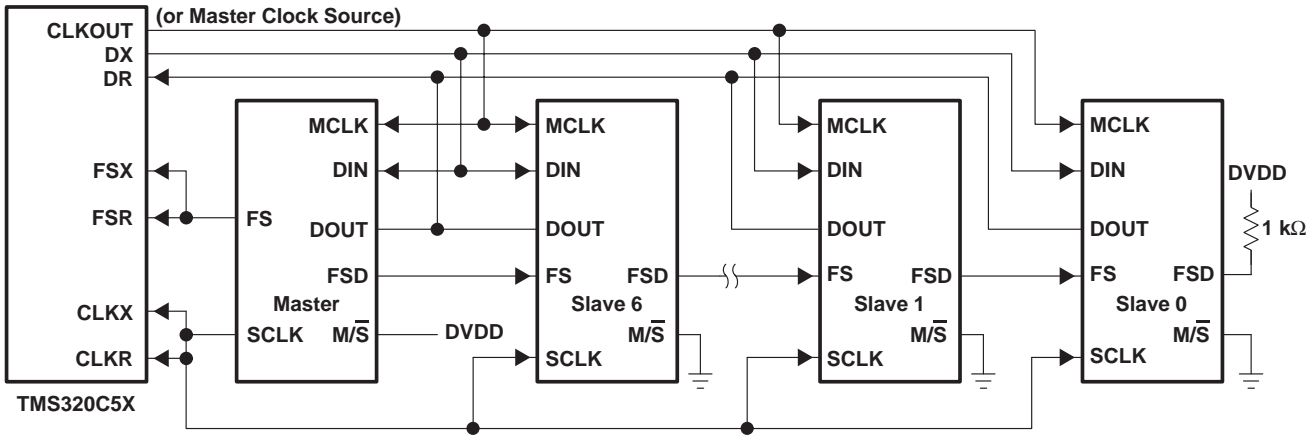 (or Master Clock Source)
CLKOUT
DX
DR
FSX
FSR
CLKX
CLKR
TMS320C5X
MCLK
DIN
FS
DOUT
FSD
Master
SCLK
M/S̅
DVDD
MCLK
DIN
DOUT
FS
FSD
Slave 6
M/S̅
SCLK
MCLK
DIN
DOUT
FS
FSD
Slave 1
M/S̅
SCLK
MCLK
DIN
DOUT
FS
FSD
Slave 0
M/S̅
SCLK
DVDD
1 kΩ